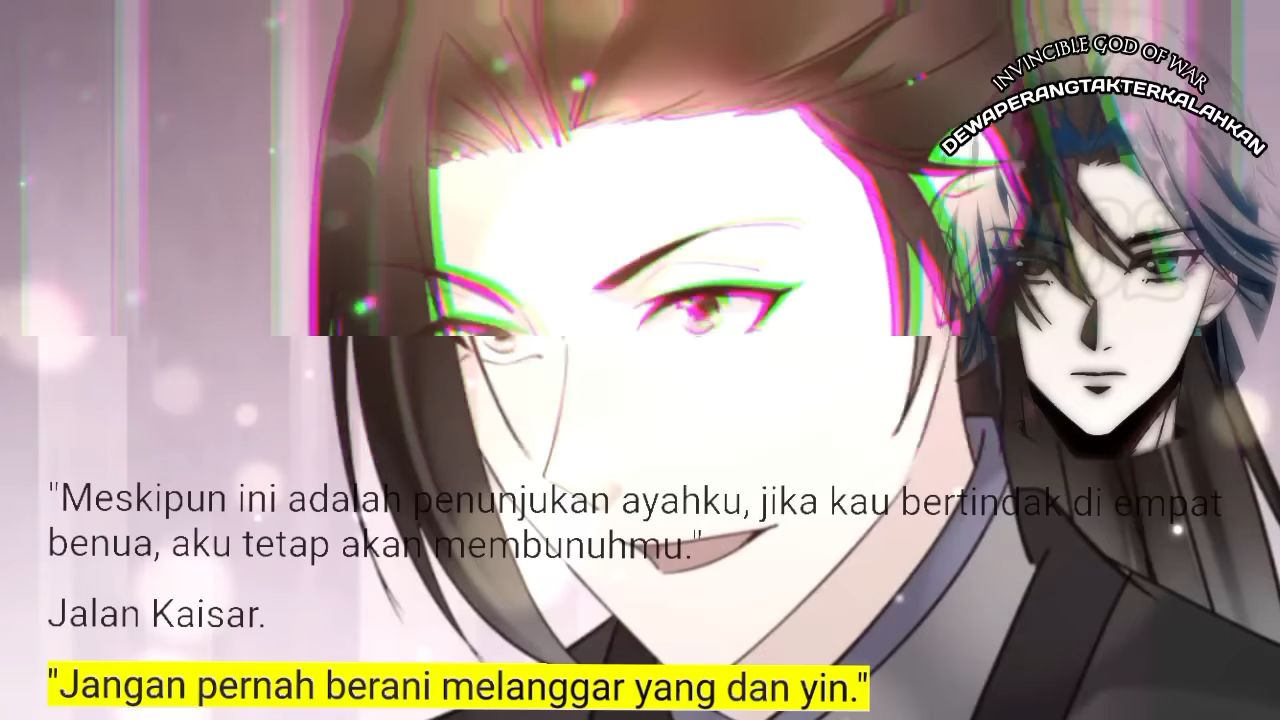 INVINCIBLE GOD OF WAR
DEWAPERANGTAKTERKALAHKAN
"Meskipun ini adalah penunjukan ayahku, jika kau bertindak di empat
benua, aku tetap akan membunuhmu."
Jalan Kaisar.
"Jangan pernah berani melanggar yang dan yin."